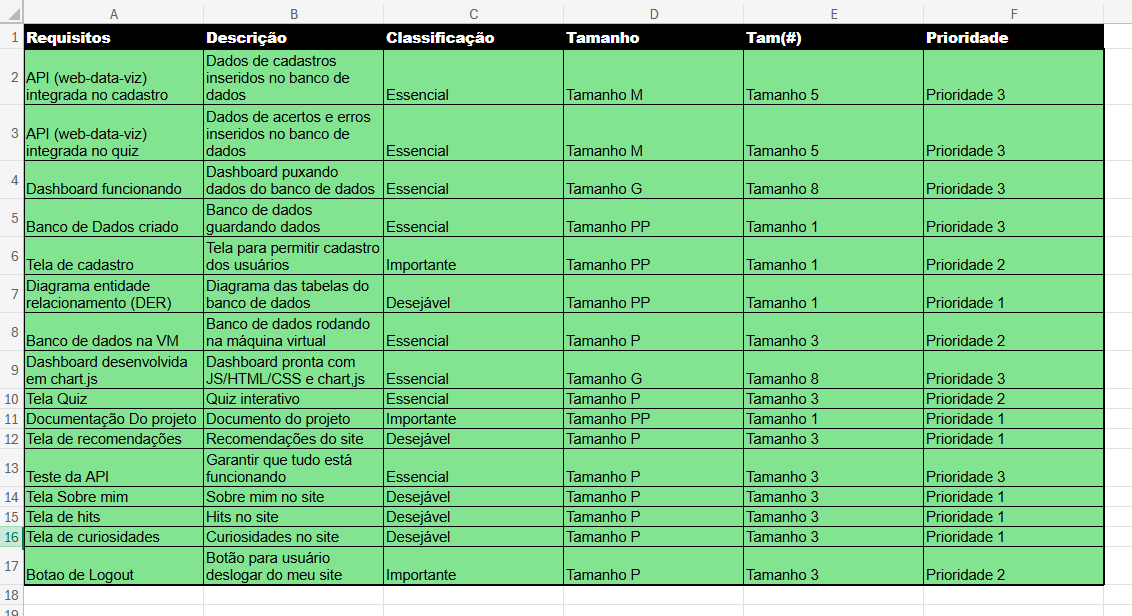 A B C D E F
1 Requisitos Descrição Classificação Tamanho Tam(#) Prioridade
2 API (web-data-viz) integrada no cadastro Dados de cadastros inseridos no banco de dados Essencial Tamanho M Tamanho 5 Prioridade 3
3 API (web-data-viz) integrada no quiz Dados de acertos e erros inseridos no banco de dados Essencial Tamanho M Tamanho 5 Prioridade 3
4 Dashboard funcionando Dashboard puxando dados do banco de dados Essencial Tamanho G Tamanho 8 Prioridade 3
5 Banco de Dados criado Banco de dados guardando dados Essencial Tamanho PP Tamanho 1 Prioridade 3
6 Tela de cadastro Tela para permitir cadastro dos usuários Importante Tamanho PP Tamanho 1 Prioridade 2
7 Diagrama entidade relacionamento (DER) Diagrama das tabelas do banco de dados Desejável Tamanho PP Tamanho 1 Prioridade 1
8 Banco de dados na VM Banco de dados rodando na máquina virtual Essencial Tamanho P Tamanho 3 Prioridade 2
9 Dashboard desenvolvida em chart.js Dashboard pronta com JS/HTML/CSS e chart,js Essencial Tamanho G Tamanho 8 Prioridade 3
10 Tela Quiz Quiz interativo Essencial Tamanho P Tamanho 3 Prioridade 2
11 Documentação Do projeto Documento do projeto Importante Tamanho PP Tamanho 1 Prioridade 1
12 Tela de recomendações Recomendações do site Desejável Tamanho P Tamanho 3 Prioridade 1
13 Teste da API Garantir que tudo está funcionando Essencial Tamanho P Tamanho 3 Prioridade 3
14 Tela Sobre mim Sobre mim no site Desejável Tamanho P Tamanho 3 Prioridade 1
15 Tela de hits Hits no site Desejável Tamanho P Tamanho 3 Prioridade 1
16 Tela de curiosidades Curiosidades no site Desejável Tamanho P Tamanho 3 Prioridade 1
17 Botao de Logout Botão para usuário deslogar do meu site Importante Tamanho P Tamanho 3 Prioridade 2
18
19